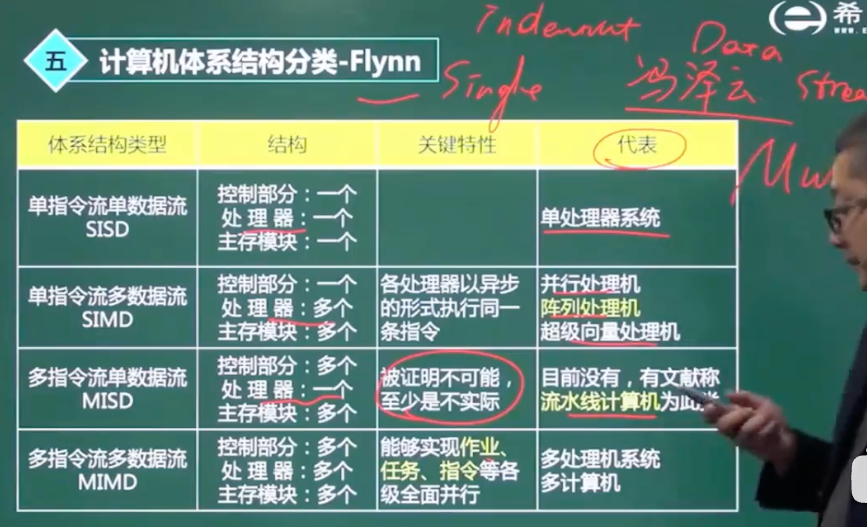 希
五
计算机体系结构分类-Flynn
Data
Single
冯泽云
体系结构类型
结构
关键特性
代表
单指令流单数据流
SISD
控制部分：一个
处 理 器：一个
主存模块：一个
单处理器系统
单指令流多数据流
SIMD
控制部分：一个
处 理 器：多个
主存模块：多个
各处理器以异步
的形式执行同一
条指令
并行处理机
阵列处理机
超级向量处理机
多指令流单数据流
MISD
控制部分：多个
处 理 器：一个
主存模块：多个
被证明不可能，
至少是不实际
目前没有，有文献称
流水线计算机为此类
多指令流多数据流
MIMD
控制部分：多个
处 理 器：多个
主存模块：多个
能够实现作业、
任务、指令等各
级全面并行
多处理机系统
多计算机